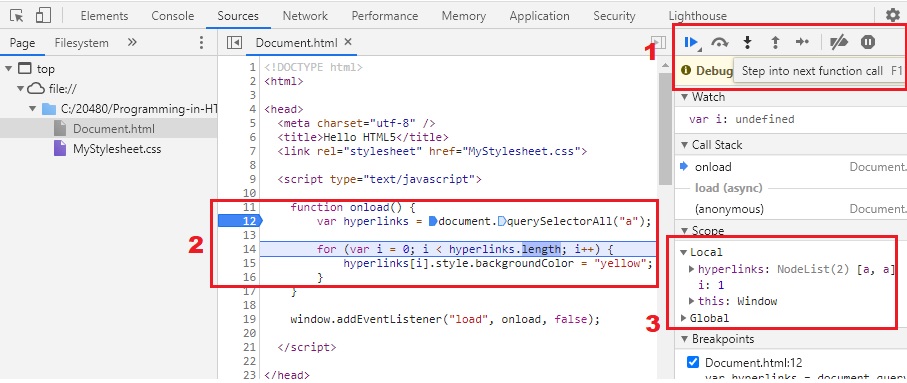 Elements Console Sources Network Performance Memory Application Security Lighthouse
Page Filesystem »
top
file://
C:/20480/Programming-in-HT
Document.html
MyStylesheet.css
Document.html ×
1 <!DOCTYPE html>
2 <html>
3
4 <head>
5 <meta charset="utf-8" />
6 <title>Hello HTML5</title>
7 <link rel="stylesheet" href="MyStylesheet.css">
8
9 <script type="text/javascript">
10
11 function onload() {
12 var hyperlinks = document.querySelectorAll("a");
13
14 for (var i = 0; i < hyperlinks.length; i++) {
15 hyperlinks[i].style.backgroundColor = "yellow";
16 }
17 }
18
19 window.addEventListener("load", onload, false);
20
21 </script>
22
23 </head>
2
1
Debug
Step into next function call F1
Watch
var i: undefined
Call Stack
onload Document.
load (async)
(anonymous) Document.
Scope
Local
hyperlinks: NodeList(2) [a, a]
i: 1
this: Window
Global
3
Breakpoints
Document.html:12
var hyperlinks = document.query